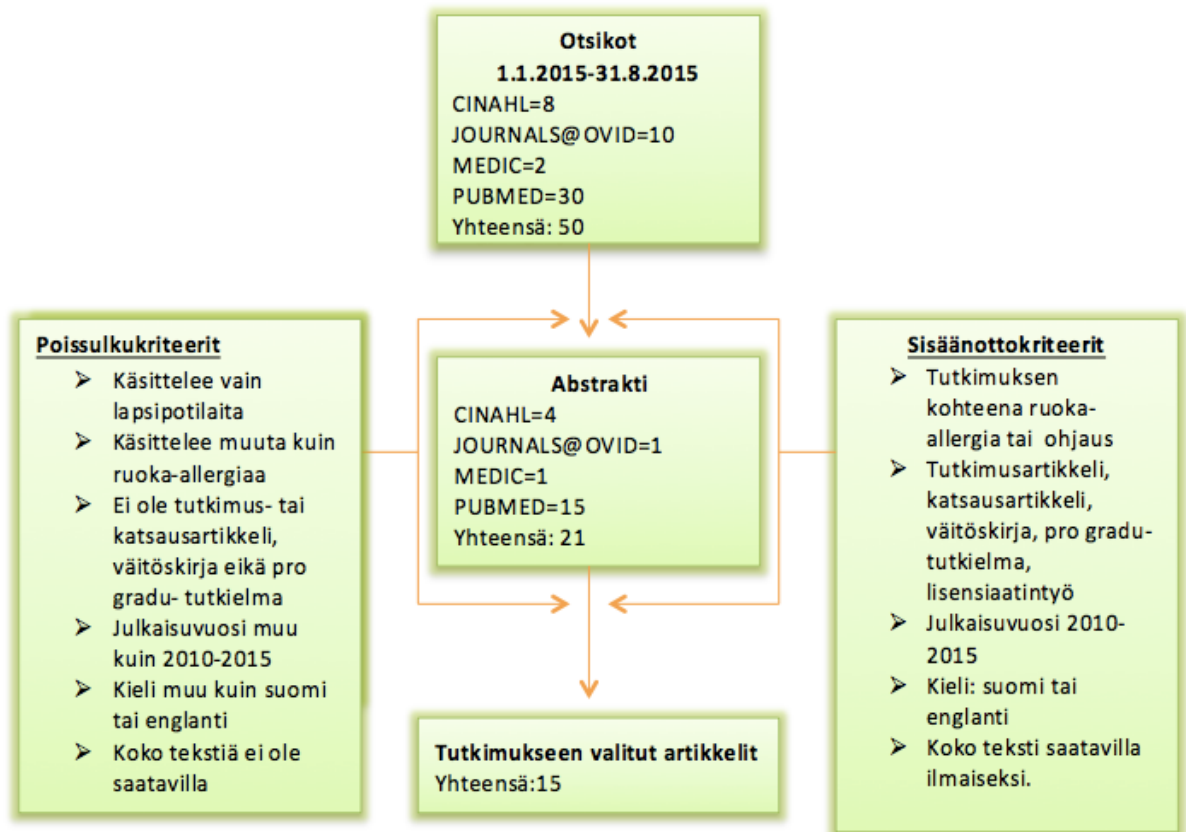 Otsikot
1.1.2015-31.8.2015
CINAHL=8
JOURNALS@OVID=10
MEDIC=2
PUBMED=30
Yhteensä: 50
Poissulkukriteerit
➢ Käsittelee vain
lapsipotilaita
➢ Käsittelee muuta kuin
ruoka-allergiaa
➢ Ei ole tutkimus- tai
katsausartikkeli,
väitöskirja eikä pro
gradu- tutkielma
➢ Julkaisuvuosi muu
kuin 2010-2015
➢ Kieli muu kuin suomi
tai englanti
➢ Koko tekstiä ei ole
saatavilla
Abstrakti
CINAHL=4
JOURNALS@OVID=1
MEDIC=1
PUBMED=15
Yhteensä: 21
Sisäänottokriteerit
➢ Tutkimuksen
kohteena ruoka-
allergia tai ohjaus
➢ Tutkimusartikkeli,
katsausartikkeli,
väitöskirja, pro gradu-
tutkielma,
lisensiaatintyö
➢ Julkaisuvuosi 2010-
2015
➢ Kieli: suomi tai
englanti
➢ Koko teksti saatavilla
ilmaiseksi.
Tutkimukseen valitut artikkelit
Yhteensä:15